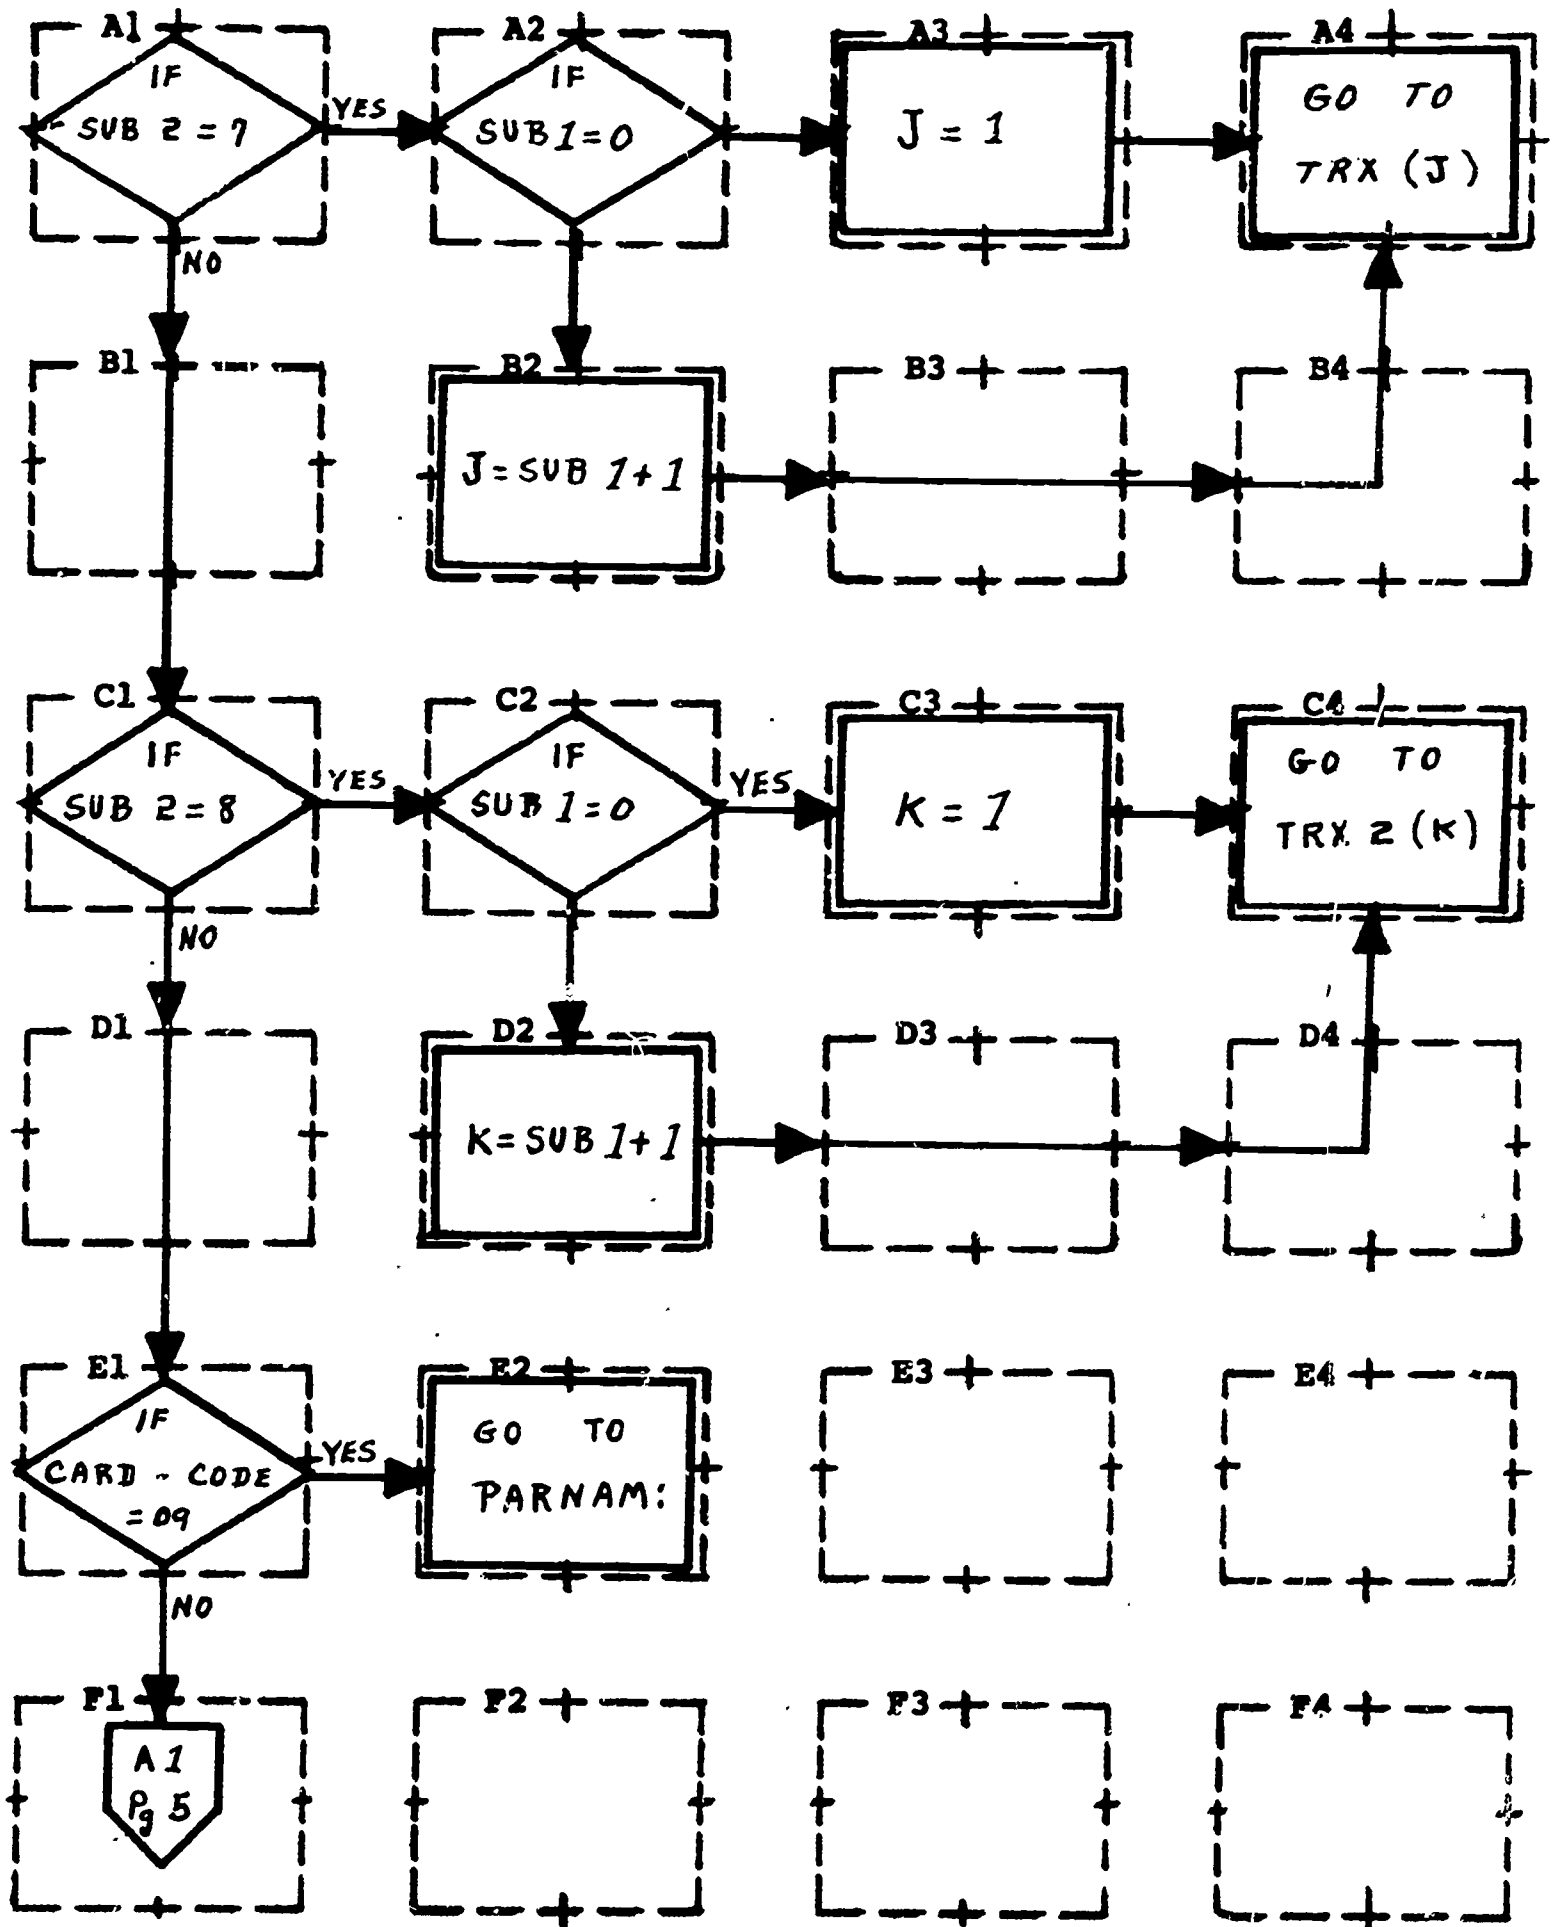 A1
IF
SUB 2 = 7
YES
NO
A2
IF
SUB 1 = 0
A3
J = 1
A4
GO TO
TRX (J)
B1
B2
J = SUB 1 + 1
B3
B4
C1
IF
SUB 2 = 8
YES
NO
C2
IF
SUB 1 = 0
YES
C3
K = 1
C4
GO TO
TRX 2 (K)
D1
D2
K = SUB 1 + 1
D3
D4
E1
IF
CARD - CODE
= 09
YES
NO
E2
GO TO
PARNAM:
E3
E4
F1
A 1
Pg 5
F2
F3
F4